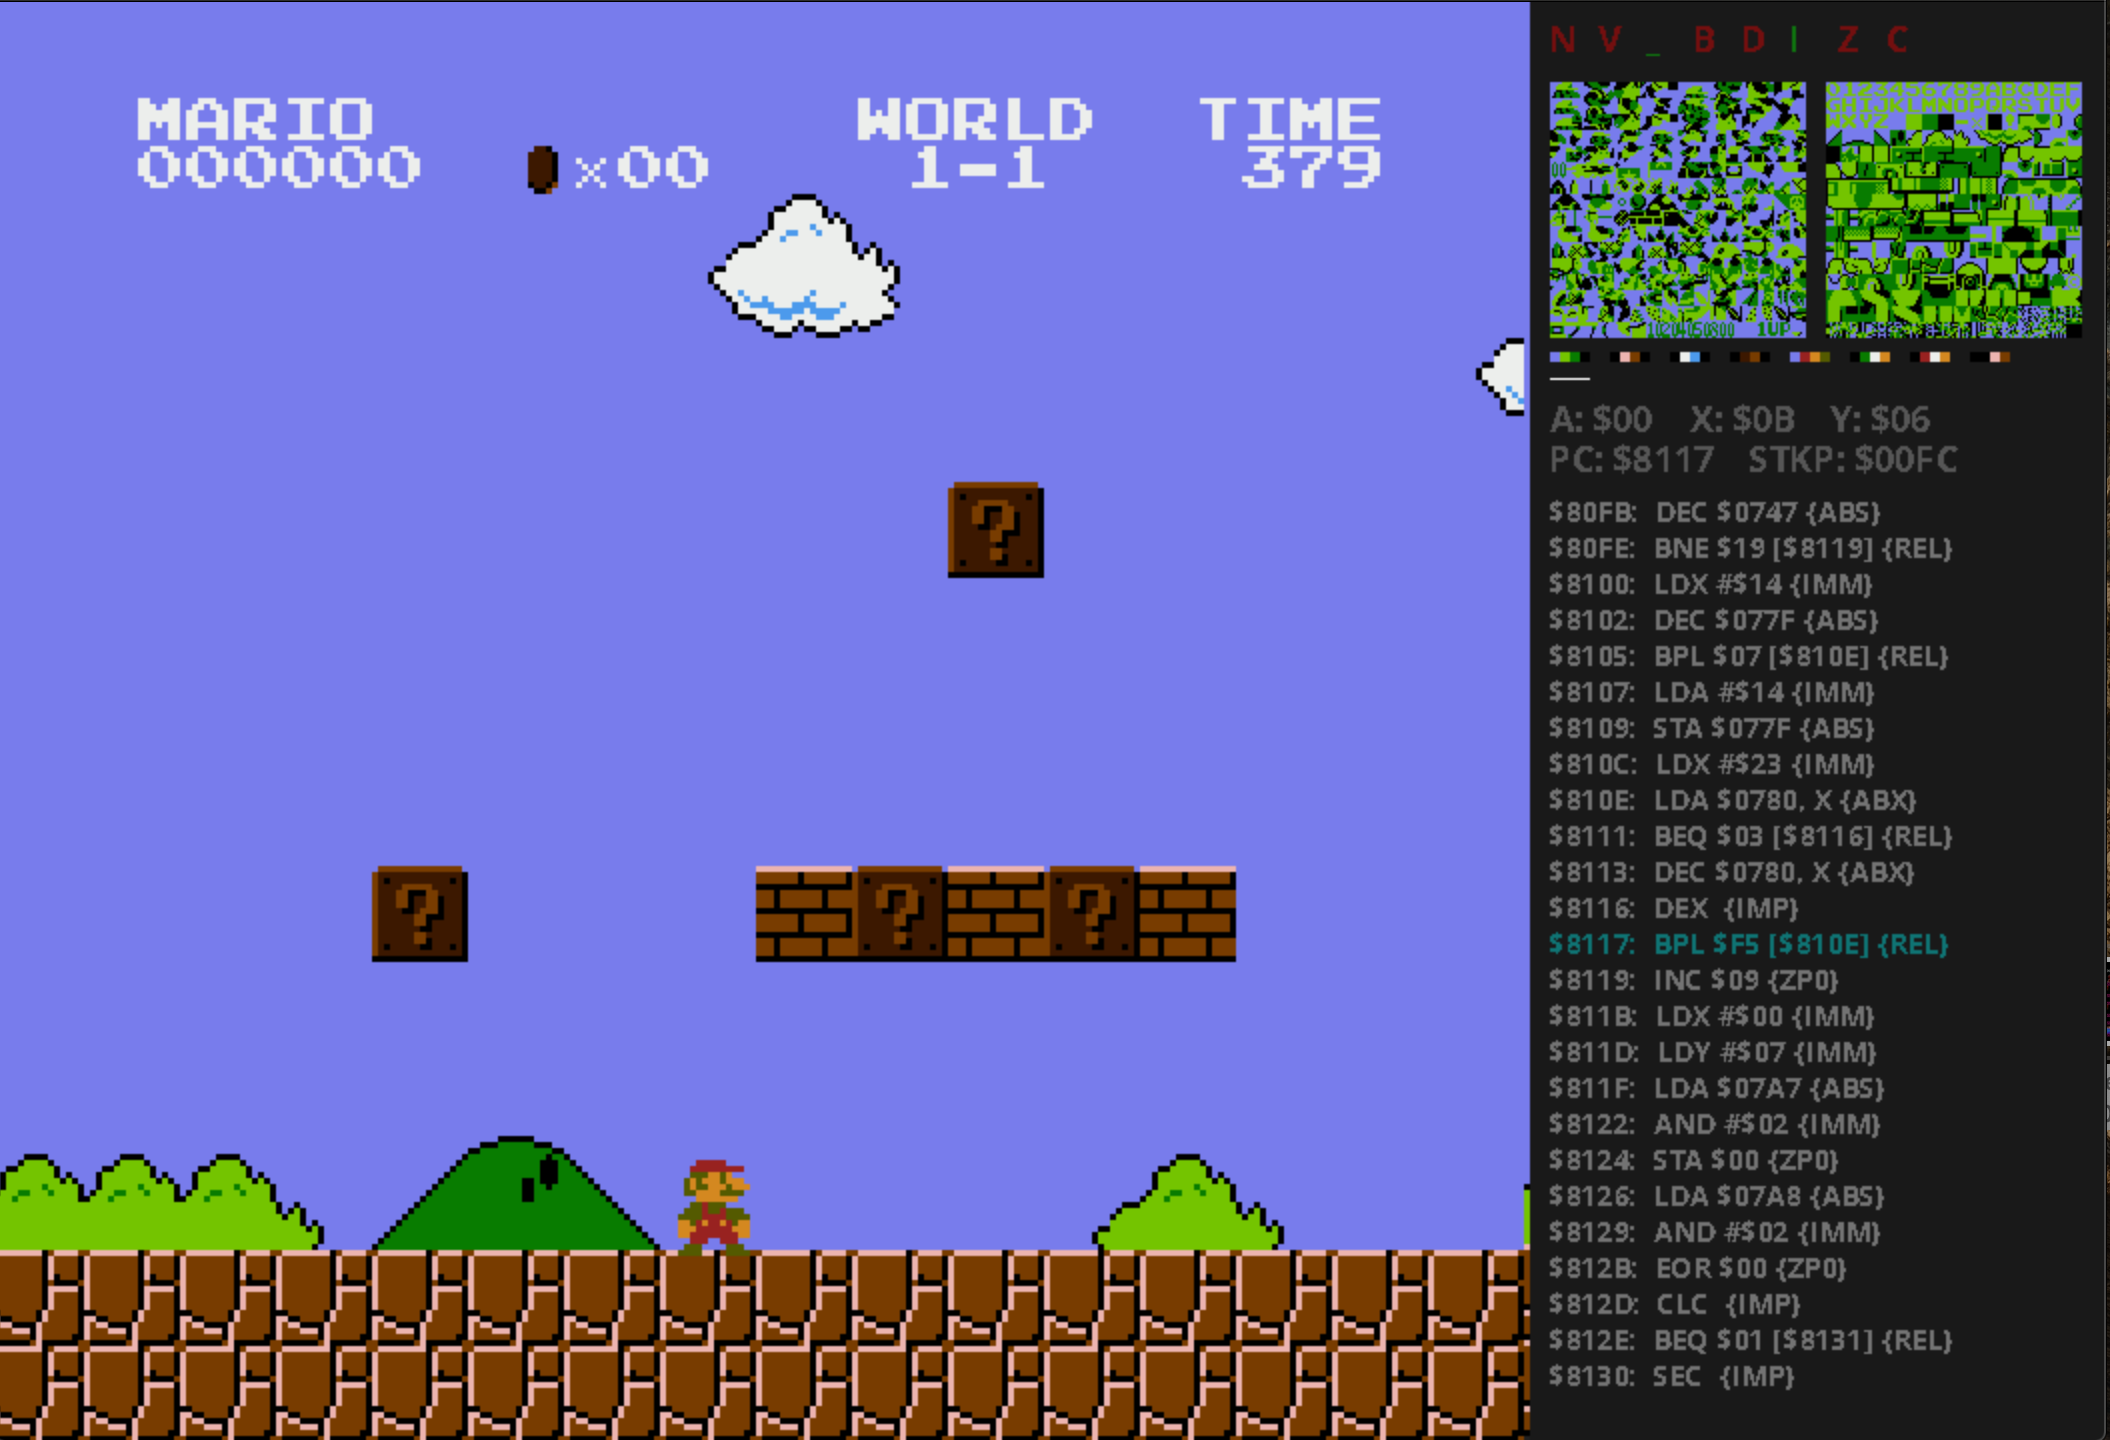 MARIO WORLD TIME
000000 x00 1-1 379
?
? ? ?
N V _ B D I Z C
0123456789ABCDEF
GHIJKLMNOPQRSTUV
WXYZ
1UP
A: $00 X: $0B Y: $06
PC: $8117 STKP: $00FC
$80FB: DEC $0747 {ABS}
$80FE: BNE $19 [$8119] {REL}
$8100: LDX #$14 {IMM}
$8102: DEC $077F {ABS}
$8105: BPL $07 [$810E] {REL}
$8107: LDA #$14 {IMM}
$8109: STA $077F {ABS}
$810C: LDX #$23 {IMM}
$810E: LDA $0780, X {ABX}
$8111: BEQ $03 [$8116] {REL}
$8113: DEC $0780, X {ABX}
$8116: DEX {IMP}
$8117: BPL $F5 [$810E] {REL}
$8119: INC $09 {ZP0}
$811B: LDX #$00 {IMM}
$811D: LDY #$07 {IMM}
$811F: LDA $07A7 {ABS}
$8122: AND #$02 {IMM}
$8124: STA $00 {ZP0}
$8126: LDA $07A8 {ABS}
$8129: AND #$02 {IMM}
$812B: EOR $00 {ZP0}
$812D: CLC {IMP}
$812E: BEQ $01 [$8131] {REL}
$8130: SEC {IMP}